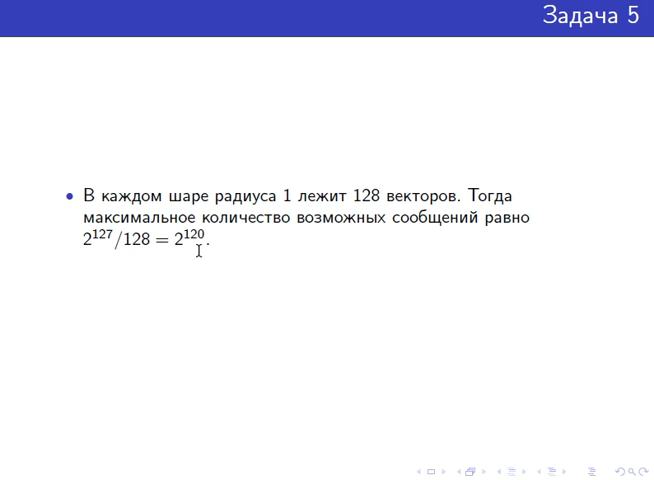 Задача 5
• В каждом шаре радиуса 1 лежит 128 векторов. Тогда
максимальное количество возможных сообщений равно
2^127/128 = 2^120.